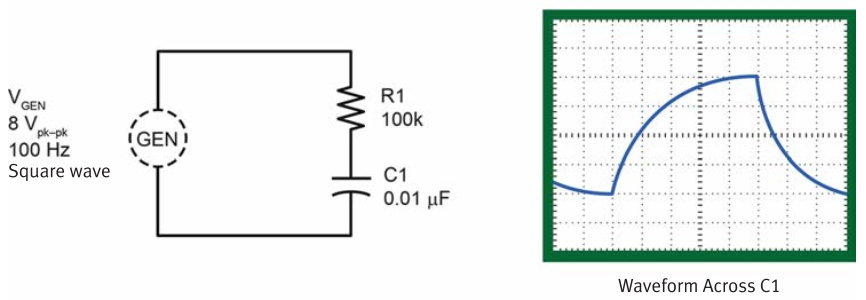 V_GEN
8 V_pk–pk
100 Hz
Square wave
GEN
R1
100k
C1
0.01 μF
Waveform Across C1